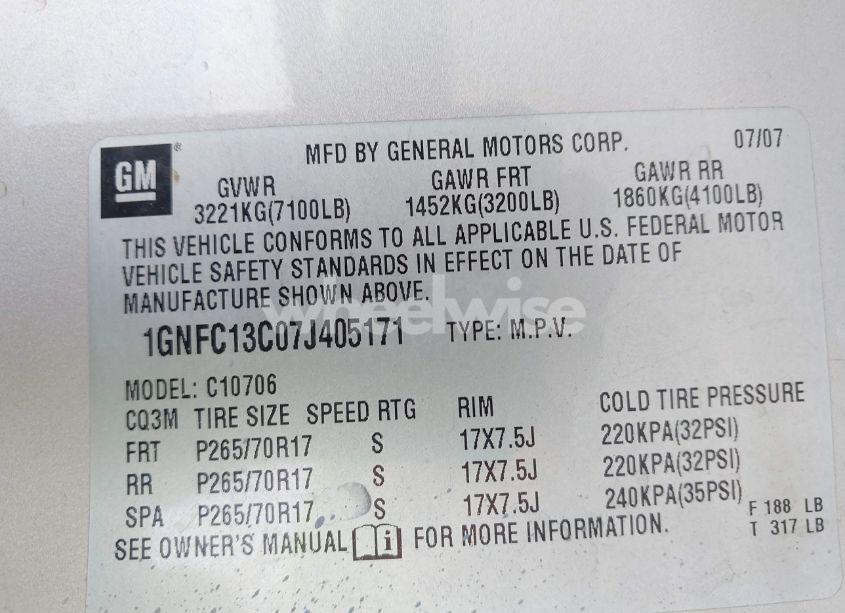 GM
MFD BY GENERAL MOTORS CORP. 07/07
GVWR GAWR FRT GAWR RR
3221KG(7100LB) 1452KG(3200LB) 1860KG(4100LB)
THIS VEHICLE CONFORMS TO ALL APPLICABLE U.S. FEDERAL MOTOR
VEHICLE SAFETY STANDARDS IN EFFECT ON THE DATE OF
MANUFACTURE SHOWN ABOVE.
wheelwise
1GNFC13C07J405171 TYPE: M.P.V.
MODEL: C10706
CQ3M TIRE SIZE SPEED RTG RIM COLD TIRE PRESSURE
FRT P265/70R17 S 17X7.5J 220KPA(32PSI)
RR P265/70R17 S 17X7.5J 220KPA(32PSI)
SPA P265/70R17 S 17X7.5J 240KPA(35PSI)
F 188 LB
T 317 LB
SEE OWNER'S MANUAL i FOR MORE INFORMATION.